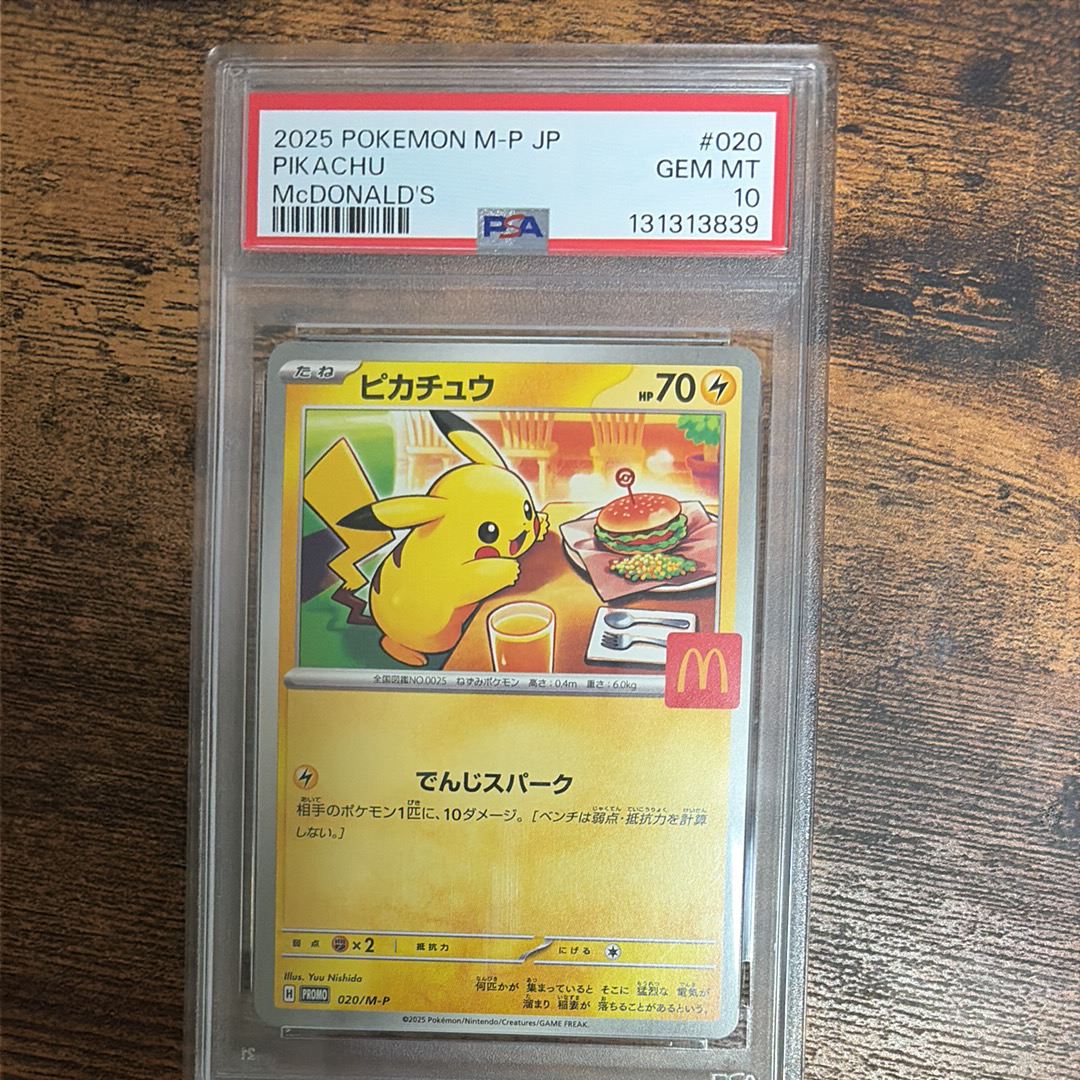 2025 POKEMON M-P JP #020
PIKACHU GEM MT
McDONALD'S 10
PSA 131313839
たね ピカチュウ HP70
全国図鑑NO.0025 ねずみポケモン 高さ:0.4m 重さ:6.0kg
でんじスパーク
相手のポケモン1匹に、10ダメージ。[ベンチは弱点・抵抗力を計算
しない。]
弱点 ×2 抵抗力 にげる
Illus. Yuu Nishida
H PROMO 020/M-P
何匹かが 集まっていると そこに 猛烈な 電気が
溜まり 稲妻が 落ちることがあるという。
©2025 Pokémon/Nintendo/Creatures/GAME FREAK.